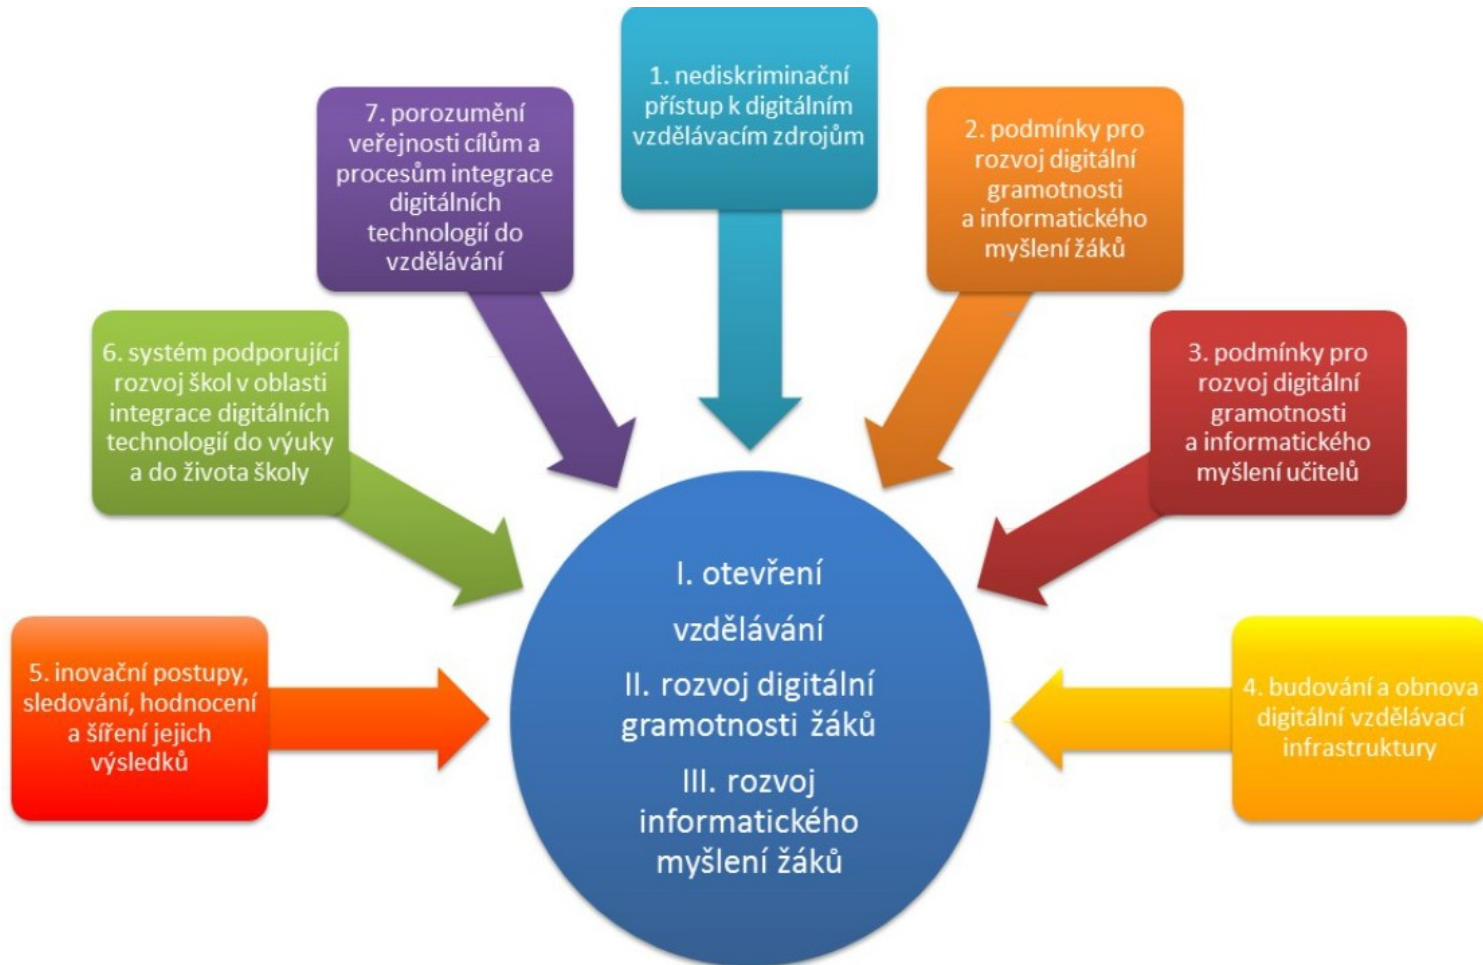 1. nediskriminační
přístup k digitálním
vzdělávacím zdrojům
2. podmínky pro
rozvoj digitální
gramotnosti
a informatického
myšlení žáků
3. podmínky pro
rozvoj digitální
gramotnosti
a informatického
myšlení učitelů
4. budování a obnova
digitální vzdělávací
infrastruktury
5. inovační postupy,
sledování, hodnocení
a šíření jejich
výsledků
6. systém podporující
rozvoj škol v oblasti
integrace digitálních
technologií do výuky
a do života školy
7. porozumění
veřejnosti cílům a
procesům integrace
digitálních
technologií do
vzdělávání
I. otevření
vzdělávání
II. rozvoj digitální
gramotnosti žáků
III. rozvoj
informatického
myšlení žáků